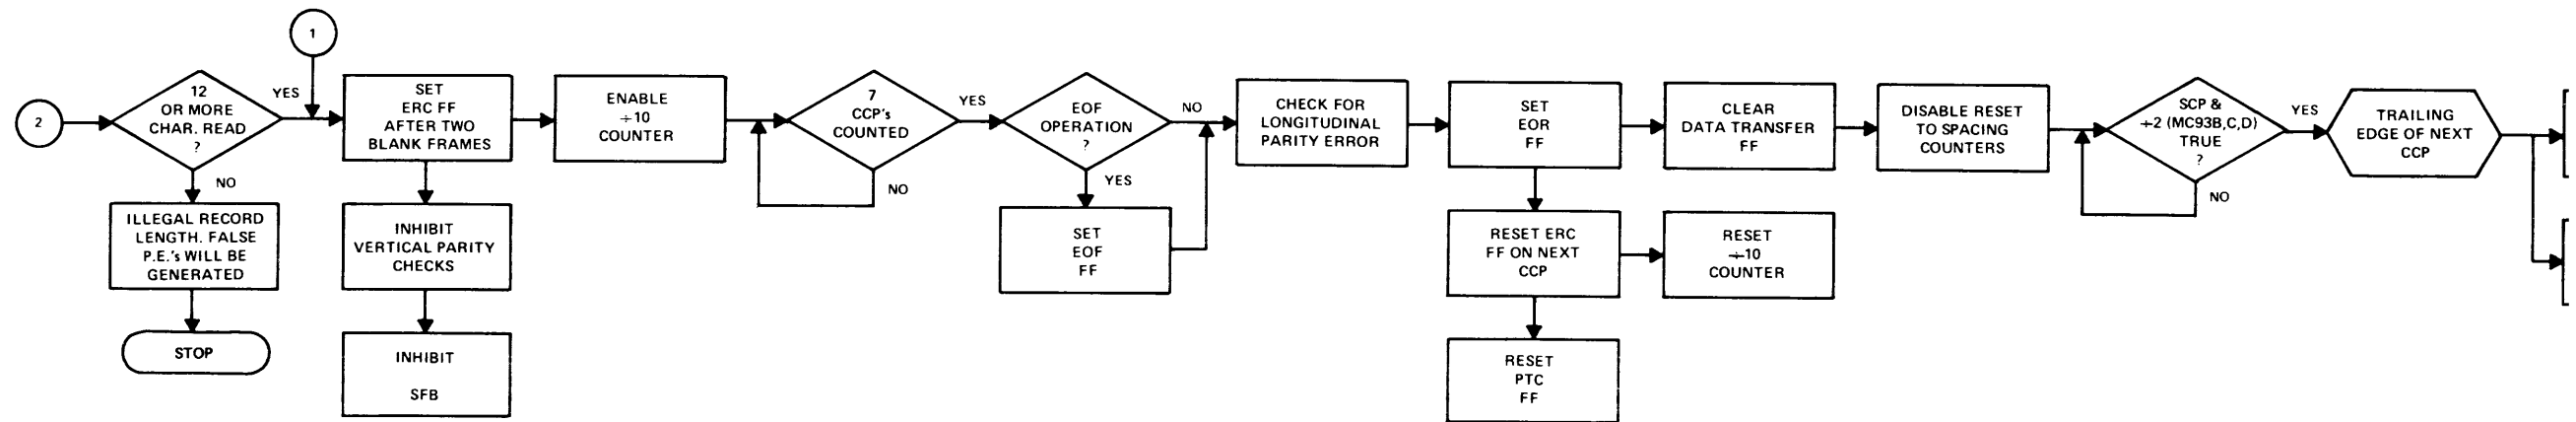 1
2
12
OR MORE
CHAR. READ
?
YES
NO
ILLEGAL RECORD
LENGTH. FALSE
P.E.'s WILL BE
GENERATED
STOP
SET
ERC FF
AFTER TWO
BLANK FRAMES
INHIBIT
VERTICAL PARITY
CHECKS
INHIBIT
SFB
ENABLE
÷10
COUNTER
7
CCP's
COUNTED
YES
NO
EOF
OPERATION
?
NO
YES
SET
EOF
FF
CHECK FOR
LONGITUDINAL
PARITY ERROR
SET
EOR
FF
RESET ERC
FF ON NEXT
CCP
RESET
PTC
FF
RESET
÷10
COUNTER
CLEAR
DATA TRANSFER
FF
DISABLE RESET
TO SPACING
COUNTERS
SCP &
÷2 (MC93B,C,D)
TRUE
?
YES
NO
TRAILING
EDGE OF NEXT
CCP